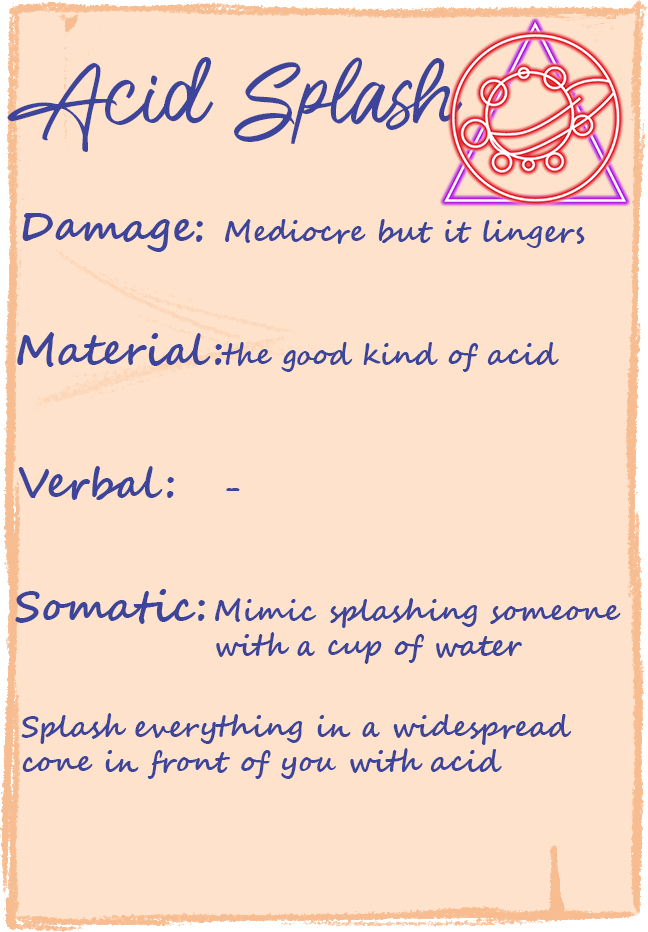 Acid Splash
Damage: Mediocre but it lingers
Material: the good kind of acid
Verbal: -
Somatic: Mimic splashing someone
with a cup of water
Splash everything in a widespread
cone in front of you with acid